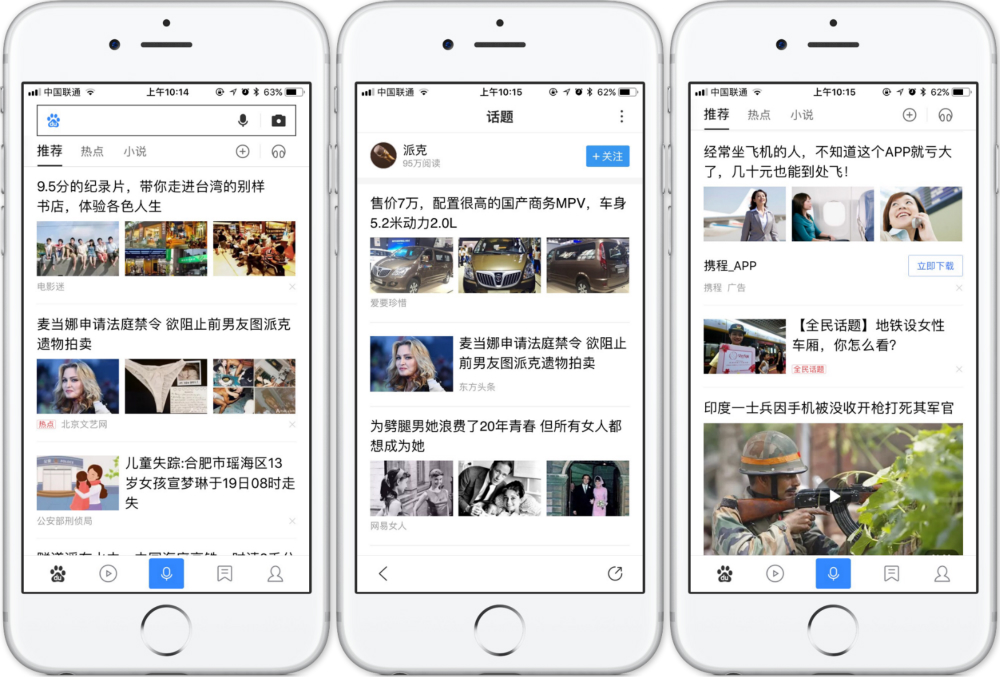 中国联通 上午10:14 63%
推荐 热点 小说
9.5分的纪录片，带你走进台湾的别样
书店，体验各色人生
电影迷
麦当娜申请法庭禁令 欲阻止前男友图派克
遗物拍卖
热点 北京文艺网
儿童失踪:合肥市瑶海区13
岁女孩宣梦琳于19日08时走
失
公安部刑侦局
du
中国联通 上午10:15 62%
话题
派克
95万阅读
+关注
售价7万，配置很高的国产商务MPV，车身
5.2米动力2.0L
爱要珍惜
麦当娜申请法庭禁令 欲阻止
前男友图派克遗物拍卖
东方头条
为劈腿男她浪费了20年青春 但所有女人都
想成为她
网易女人
中国联通 上午10:15 62%
推荐 热点 小说
经常坐飞机的人，不知道这个APP就亏大
了，几十元也能到处飞！
携程_APP
立即下载
携程 广告
【全民话题】地铁设女性
车厢，你怎么看？
全民话题
印度一士兵因手机被没收开枪打死其军官
du